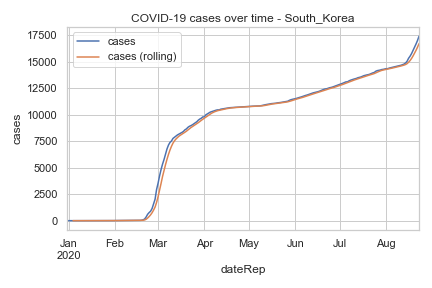 COVID-19 cases over time - South_Korea
cases
cases (rolling)
17500
15000
12500
10000
7500
5000
2500
0
cases
Jan Feb Mar Apr May Jun Jul Aug
2020
dateRep